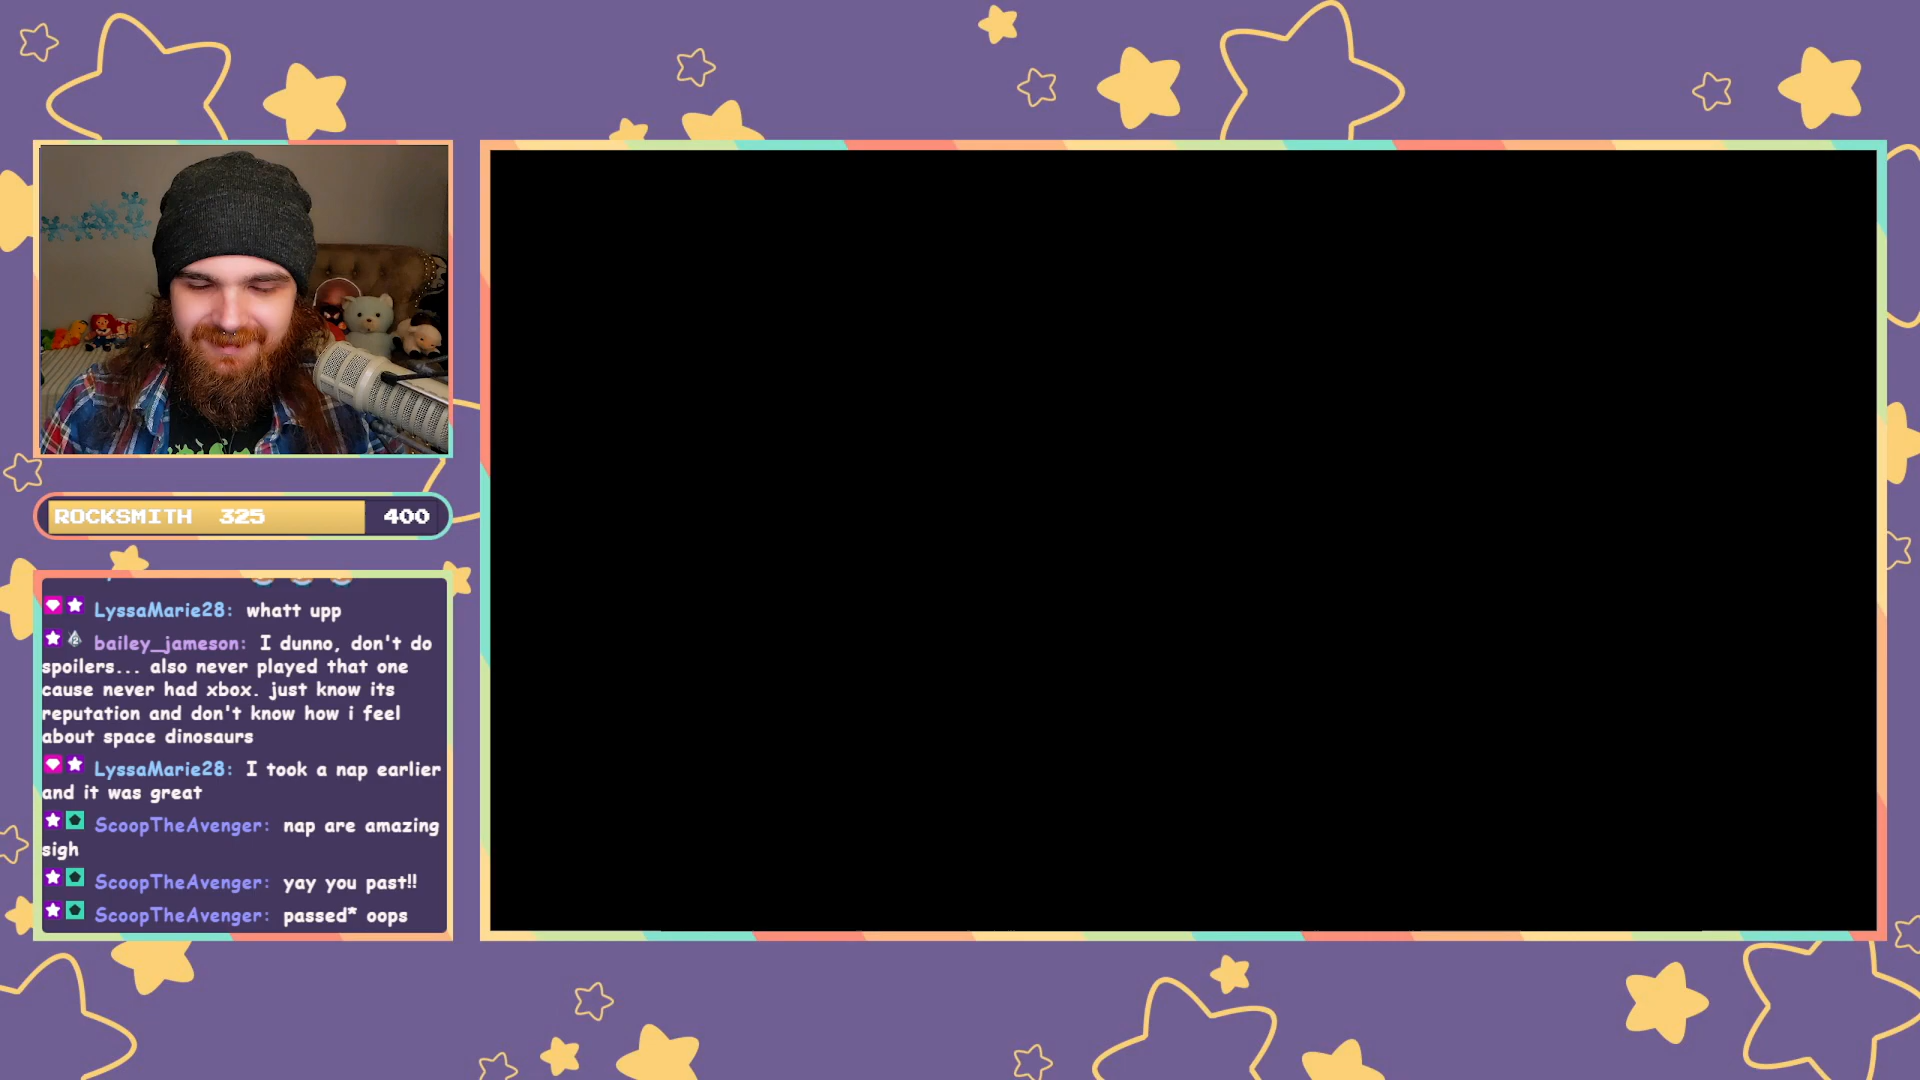 ROCKSMITH 325 400
LyssaMarie28: whatt upp
bailey_jameson: I dunno, don't do
spoilers... also never played that one
cause never had xbox. just know its
reputation and don't know how i feel
about space dinosaurs
LyssaMarie28: I took a nap earlier
and it was great
ScoopTheAvenger: nap are amazing
sigh
ScoopTheAvenger: yay you past!!
ScoopTheAvenger: passed* oops